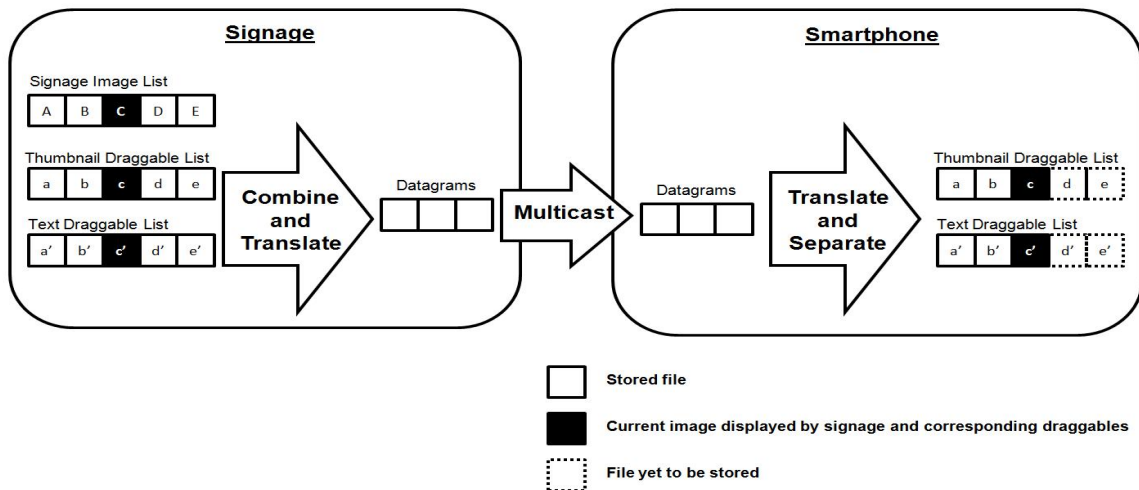 Signage
Signage Image List
A B C D E
Thumbnail Draggable List
a b c d e
Text Draggable List
a’ b’ c’ d’ e’
Combine
and
Translate
Datagrams
Multicast
Smartphone
Datagrams
Translate
and
Separate
Thumbnail Draggable List
a b c d e
Text Draggable List
a’ b’ c’ d’ e’
Stored file
Current image displayed by signage and corresponding draggables
File yet to be stored